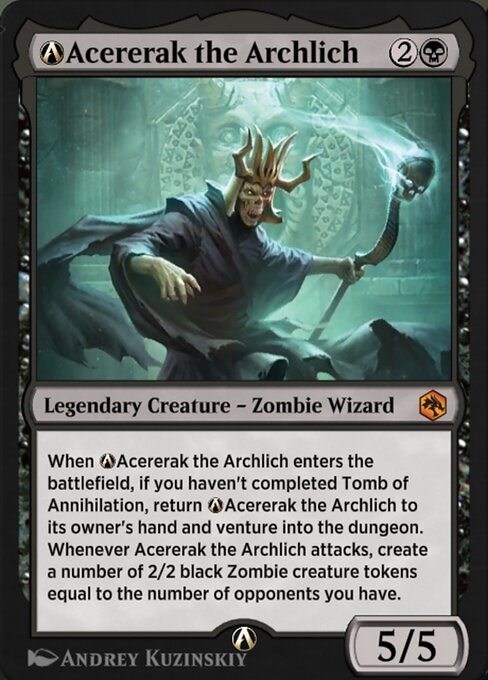 Acererak the Archlich 2
Legendary Creature – Zombie Wizard
When Acererak the Archlich enters the
battlefield, if you haven't completed Tomb of
Annihilation, return Acererak the Archlich to
its owner's hand and venture into the dungeon.
Whenever Acererak the Archlich attacks, create
a number of 2/2 black Zombie creature tokens
equal to the number of opponents you have.
5/5
Andrey Kuzinskiy